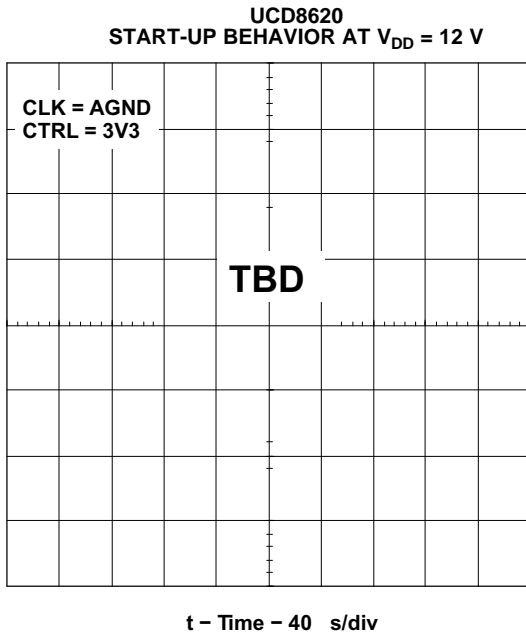 UCD8620
START-UP BEHAVIOR AT VDD = 12 V
CLK = AGND
CTRL = 3V3
TBD
t − Time − 40 s/div